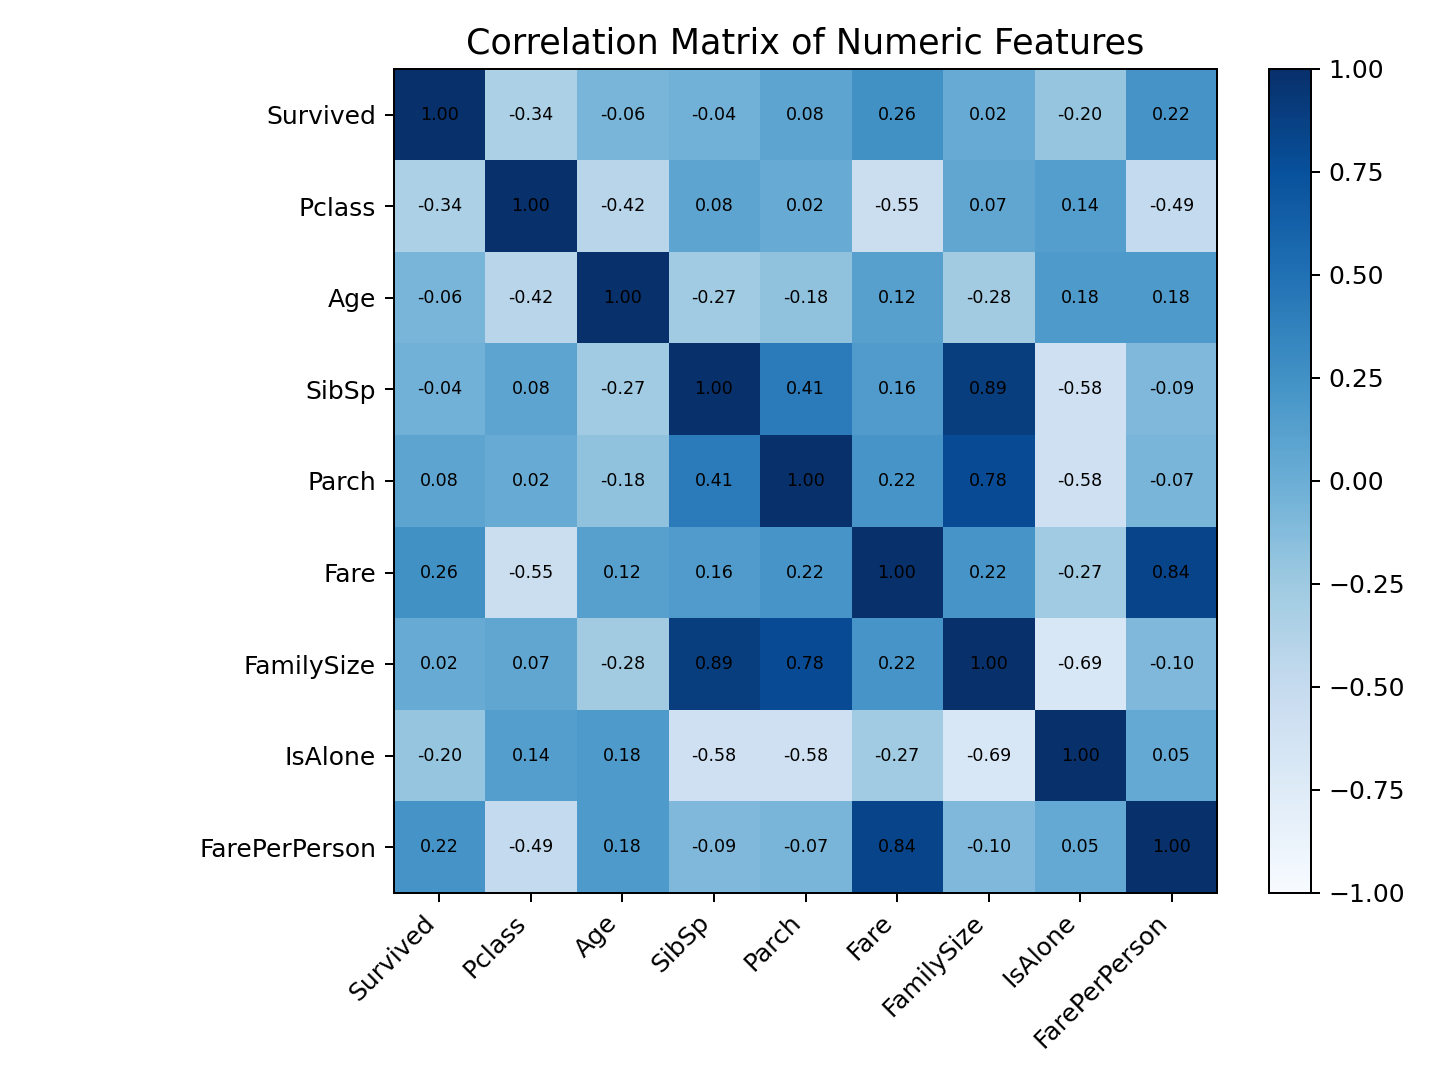 Correlation Matrix of Numeric Features
Survived 1.00 -0.34 -0.06 -0.04 0.08 0.26 0.02 -0.20 0.22
Pclass -0.34 1.00 -0.42 0.08 0.02 -0.55 0.07 0.14 -0.49
Age -0.06 -0.42 1.00 -0.27 -0.18 0.12 -0.28 0.18 0.18
SibSp -0.04 0.08 -0.27 1.00 0.41 0.16 0.89 -0.58 -0.09
Parch 0.08 0.02 -0.18 0.41 1.00 0.22 0.78 -0.58 -0.07
Fare 0.26 -0.55 0.12 0.16 0.22 1.00 0.22 -0.27 0.84
FamilySize 0.02 0.07 -0.28 0.89 0.78 0.22 1.00 -0.69 -0.10
IsAlone -0.20 0.14 0.18 -0.58 -0.58 -0.27 -0.69 1.00 0.05
FarePerPerson 0.22 -0.49 0.18 -0.09 -0.07 0.84 -0.10 0.05 1.00
Survived Pclass Age SibSp Parch Fare FamilySize IsAlone FarePerPerson
1.00
0.75
0.50
0.25
0.00
−0.25
−0.50
−0.75
−1.00